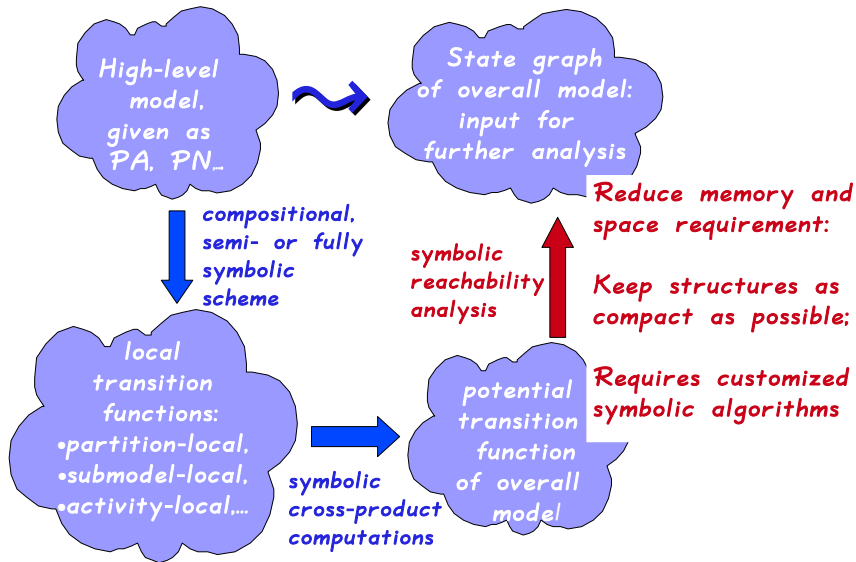 High-level
model,
given as
PA, PN,...
State graph
of overall model:
input for
further analysis
compositional,
semi- or fully
symbolic
scheme
symbolic
reachability
analysis
Reduce memory and
space requirement:
Keep structures as
compact as possible;
Requires customized
symbolic algorithms
local
transition
functions:
•partition-local,
•submodel-local,
•activity-local,...
symbolic
cross-product
computations
potential
transition
function
of overall
model